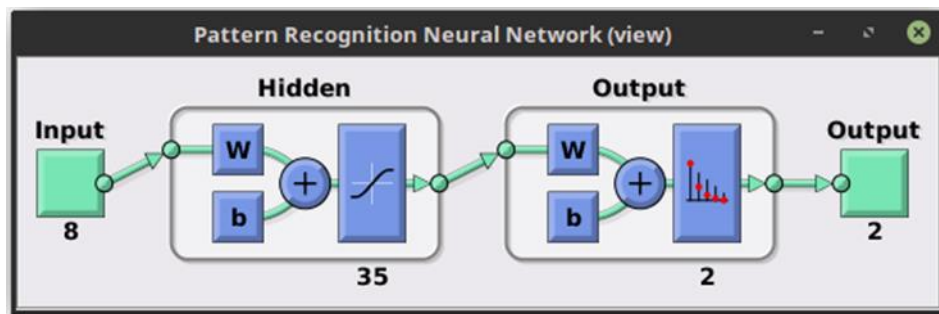 Pattern Recognition Neural Network (view)
Hidden
Output
Input
Output
W
W
b
b
8
35
2
2